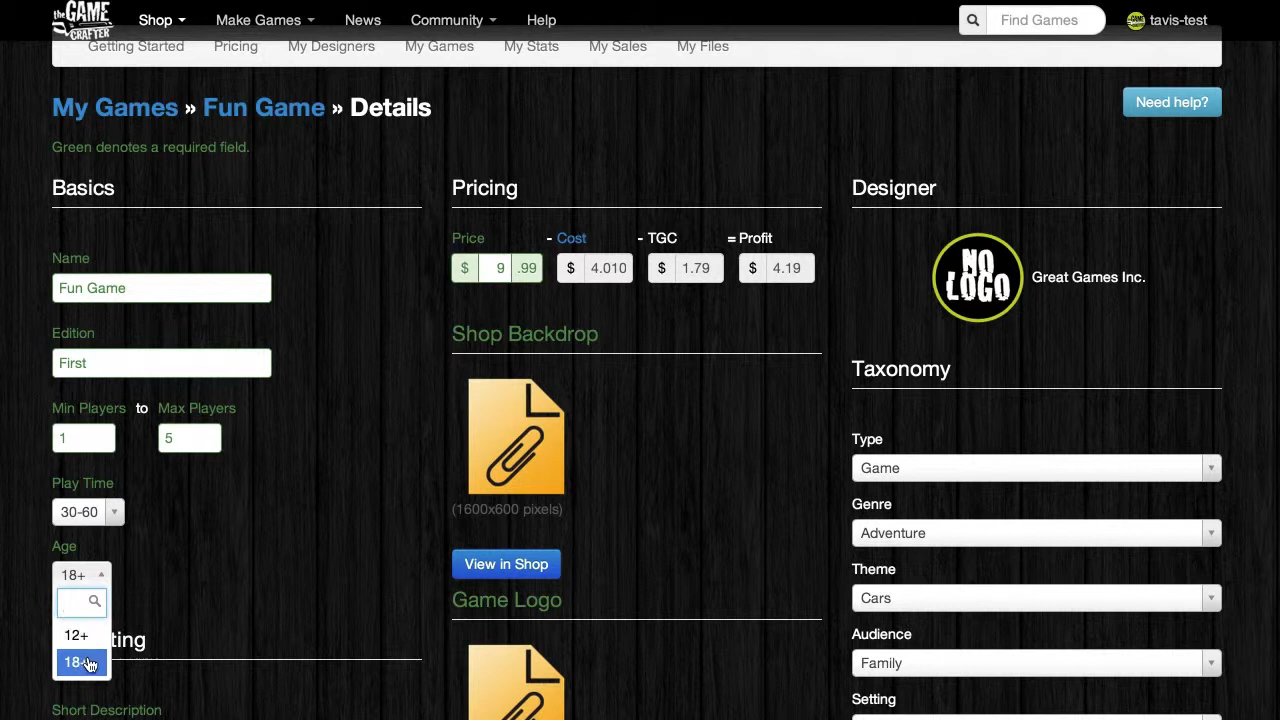 the GAME CRAFTER
Shop
Make Games
News
Community
Help
Find Games
tavis-test
Getting Started
Pricing
My Designers
My Games
My Stats
My Sales
My Files
My Games » Fun Game » Details
Need help?
Green denotes a required field.
Basics
Name
Fun Game
Edition
First
Min Players to Max Players
1
5
Play Time
30-60
Age
18+
12+
18+
ting
Short Description
Pricing
Price - Cost - TGC = Profit
$ 9 .99 $ 4.010 $ 1.79 $ 4.19
Shop Backdrop
(1600x600 pixels)
View in Shop
Game Logo
Designer
NO LOGO
Great Games Inc.
Taxonomy
Type
Game
Genre
Adventure
Theme
Cars
Audience
Family
Setting